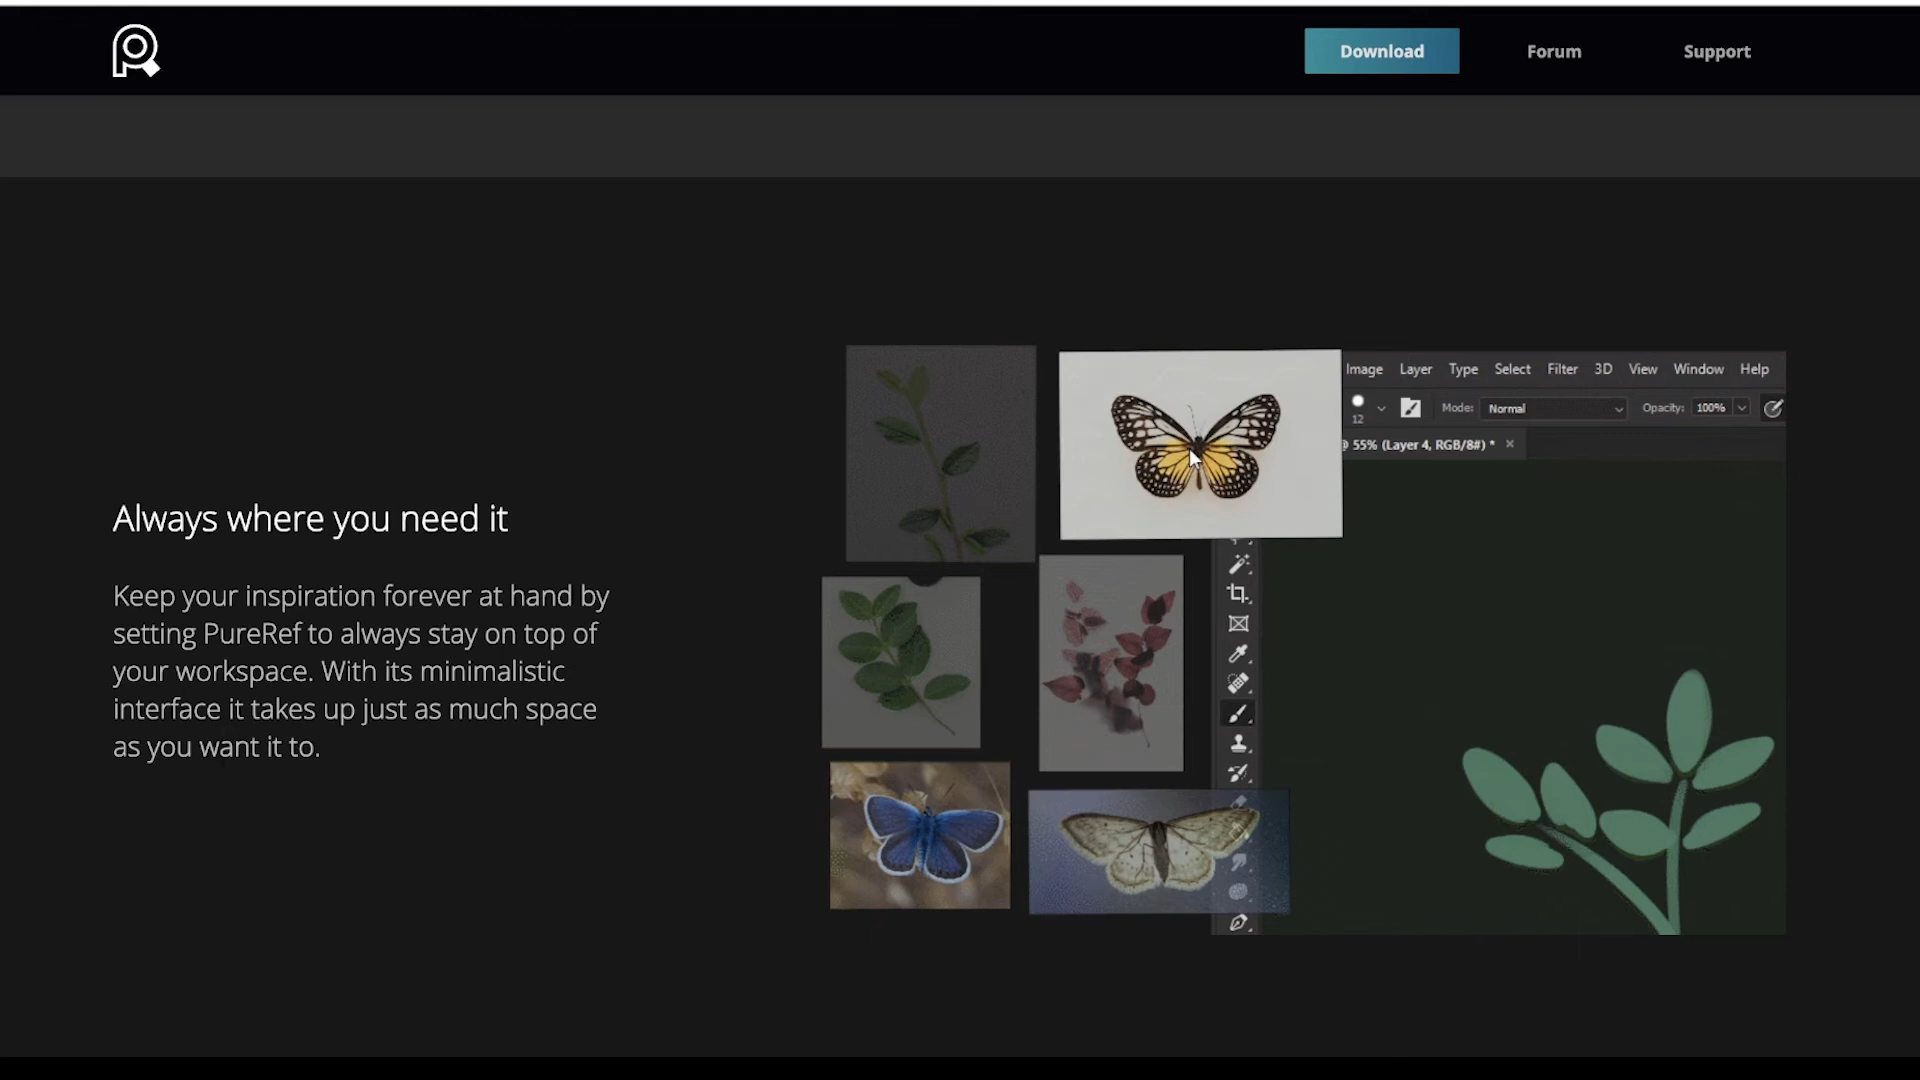 Download
Forum
Support
Image Layer Type Select Filter 3D View Window Help
12
Mode: Normal
Opacity: 100%
55% (Layer 4, RGB/8#) *
Always where you need it
Keep your inspiration forever at hand by
setting PureRef to always stay on top of
your workspace. With its minimalistic
interface it takes up just as much space
as you want it to.